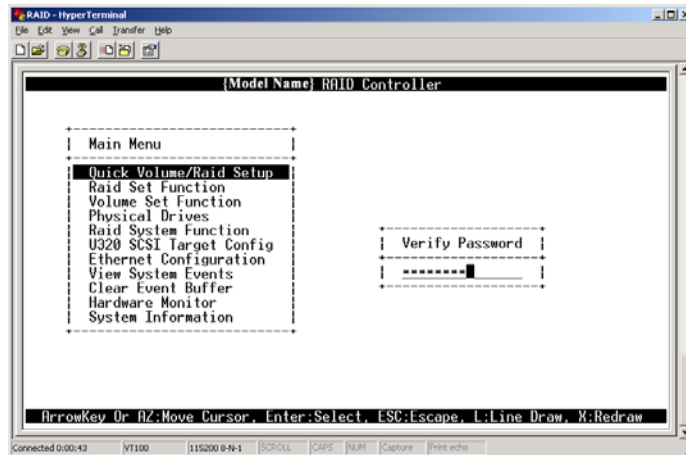 RAID - HyperTerminal
File Edit View Call Transfer Help
{Model Name} RAID Controller
Main Menu
Quick Volume/Raid Setup
Raid Set Function
Volume Set Function
Physical Drives
Raid System Function
U320 SCSI Target Config
Ethernet Configuration
View System Events
Clear Event Buffer
Hardware Monitor
System Information
Verify Password
********
ArrowKey Or AZ:Move Cursor, Enter:Select, ESC:Escape, L:Line Draw, X:Redraw
Connected 0:00:43 VT100 115200 8-N-1 SCROLL CAPS NUM Capture Print echo